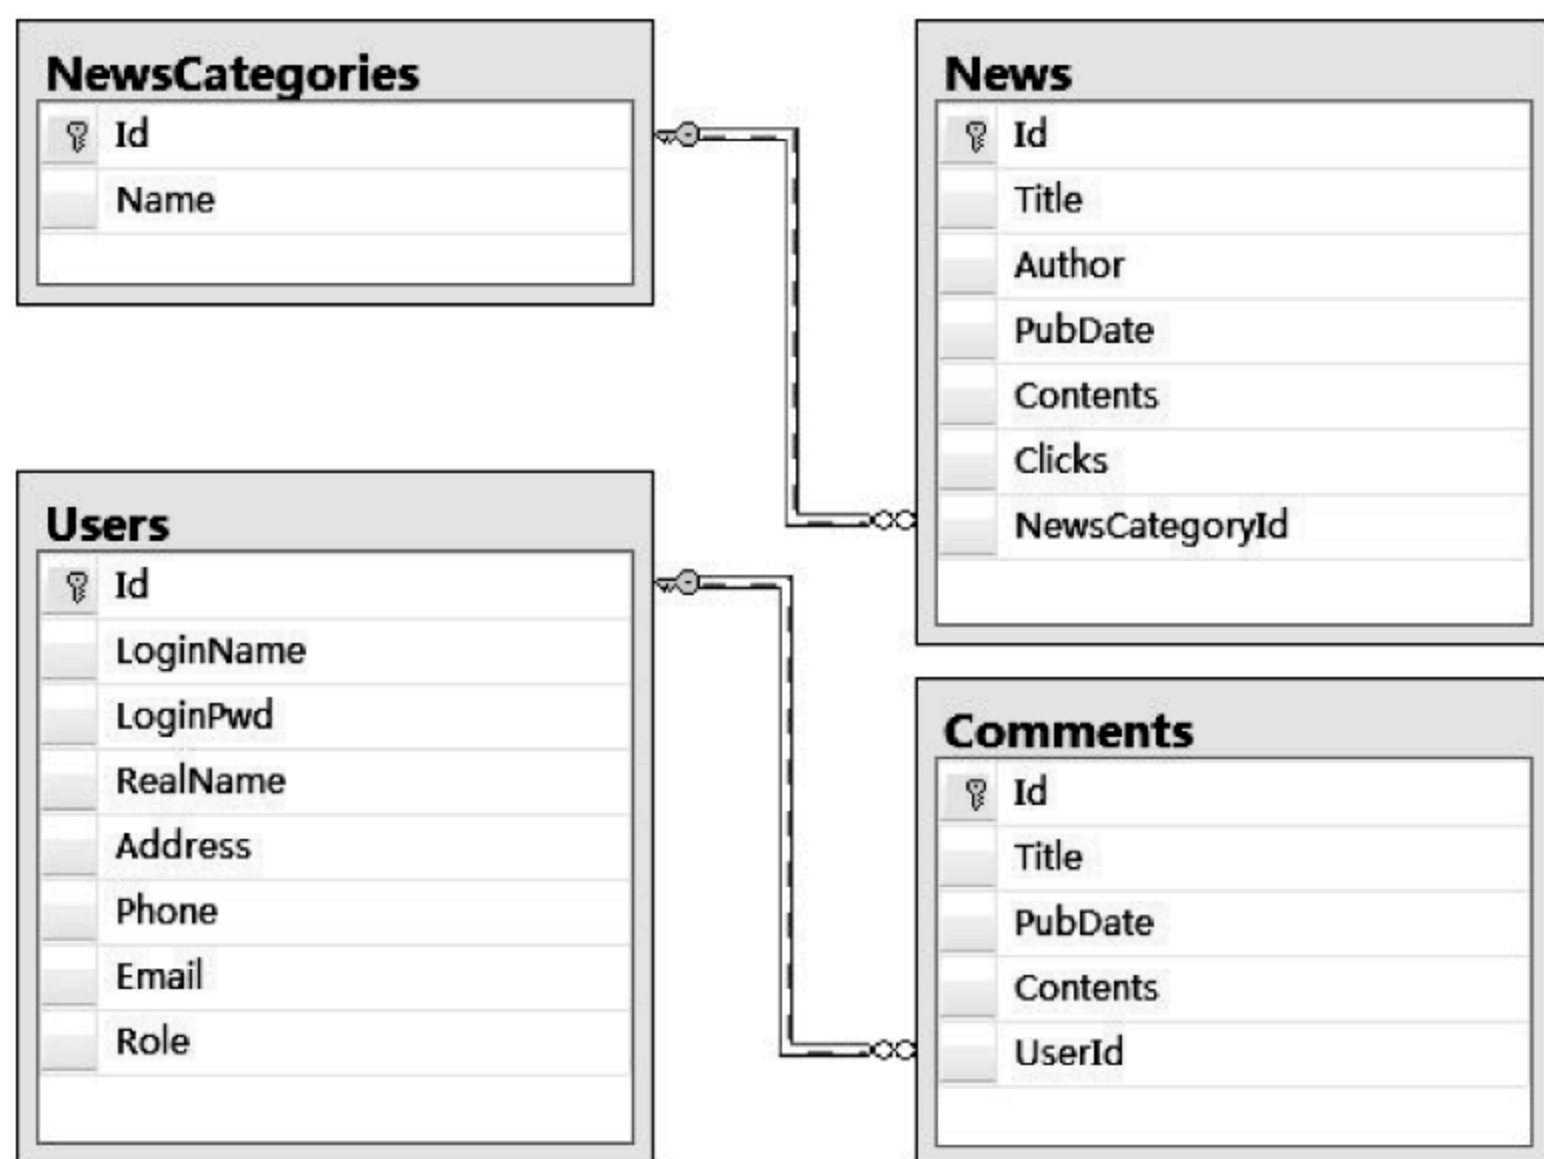 NewsCategories
Id
Name
News
Id
Title
Author
PubDate
Contents
Clicks
NewsCategoryId
Users
Id
LoginName
LoginPwd
RealName
Address
Phone
Email
Role
Comments
Id
Title
PubDate
Contents
UserId